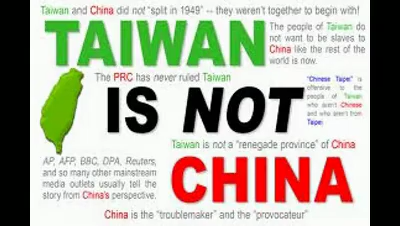 Taiwan and China did not "split in 1949" -- they weren't together to begin with!
TAIWAN
The people of Taiwan do
not want to be slaves to
China like the rest of the
world is now.
The PRC has never ruled Taiwan
"Chinese Taipei" is
offensive to the
people of Taiwan
who aren't Chinese
and who aren't from
Taipei
IS NOT
Taiwan is not a "renegade province" of China
AP, AFP, BBC, DPA, Reuters,
and so many other mainstream
media outlets usually tell the
story from China's perspective.
CHINA
China is the "troublemaker" and the "provocateur"